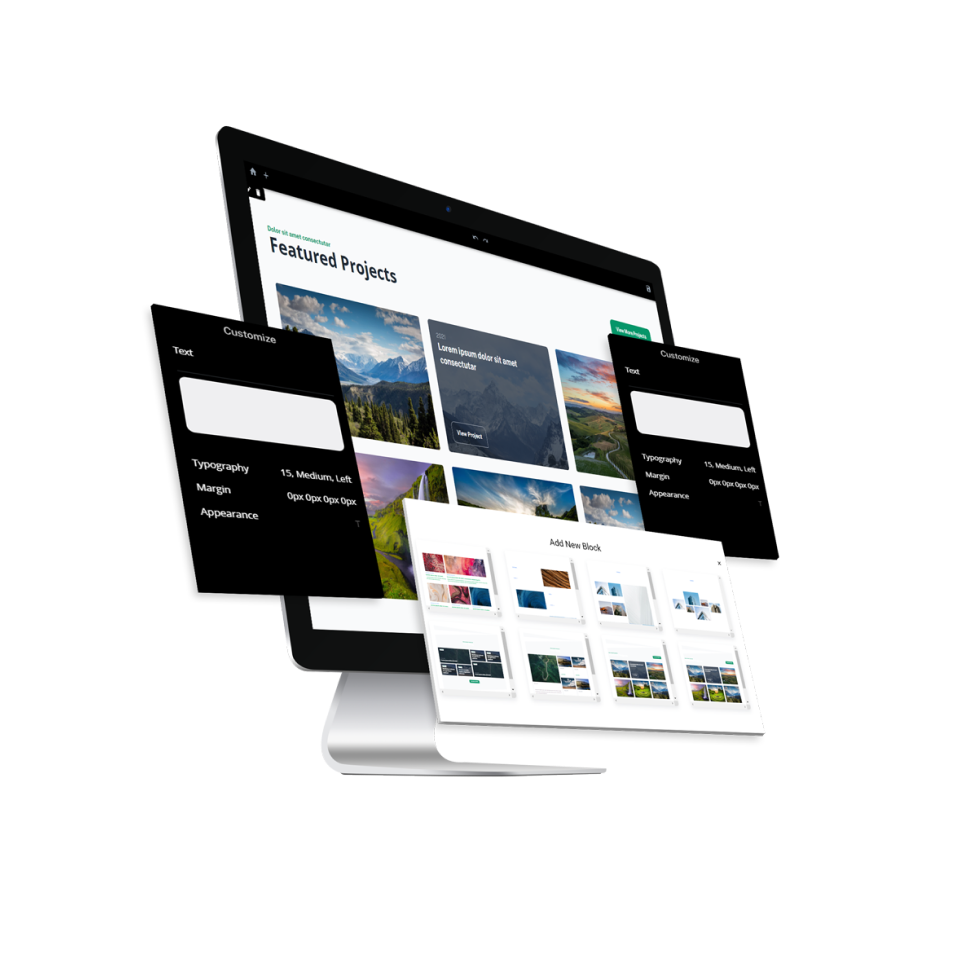 Dolor sit amet consectutar
Featured Projects
View More Projects
2021
Lorem ipsum dolor sit amet
consectutar
View Project
Customize
Text
Typography
15, Medium, Left
Margin
0px 0px 0px 0px
Appearance
Customize
Text
Typography
15, Medium, Left
Margin
0px 0px 0px 0px
Appearance
Add New Block
x